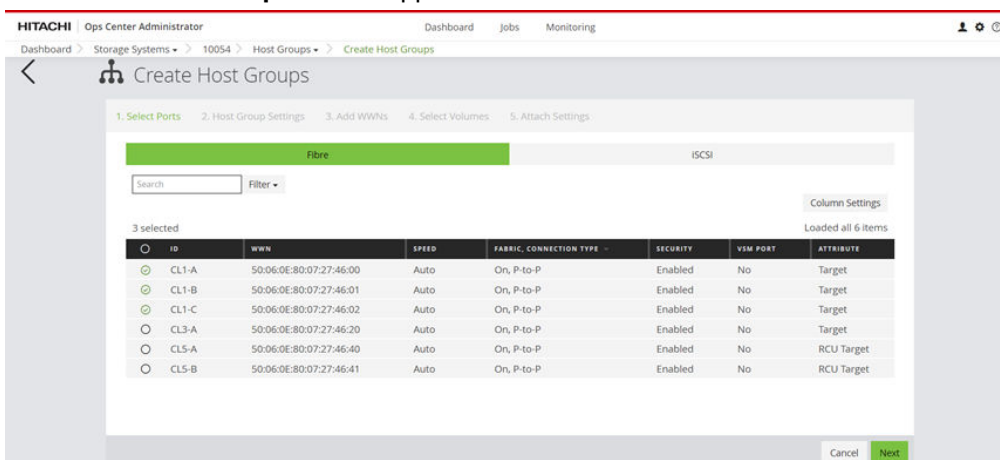 HITACHI Ops Center Administrator Dashboard Jobs Monitoring
Dashboard > Storage Systems > 10054 > Host Groups > Create Host Groups
Create Host Groups
1. Select Ports 2. Host Group Settings 3. Add WWNs 4. Select Volumes 5. Attach Settings
Fibre iSCSI
Search Filter
Column Settings
3 selected Loaded all 6 items
ID WWN SPEED FABRIC, CONNECTION TYPE SECURITY VSM PORT ATTRIBUTE
CL1-A 50:06:0E:80:07:27:46:00 Auto On, P-to-P Enabled No Target
CL1-B 50:06:0E:80:07:27:46:01 Auto On, P-to-P Enabled No Target
CL1-C 50:06:0E:80:07:27:46:02 Auto On, P-to-P Enabled No Target
CL3-A 50:06:0E:80:07:27:46:20 Auto On, P-to-P Enabled No Target
CL5-A 50:06:0E:80:07:27:46:40 Auto On, P-to-P Enabled No RCU Target
CL5-B 50:06:0E:80:07:27:46:41 Auto On, P-to-P Enabled No RCU Target
Cancel Next